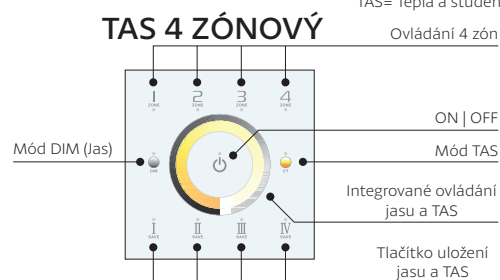 TAS= Teplá a studen
TAS 4 ZÓNOVÝ
Ovládání 4 zón
1 2 3 4
ZONE ZONE ZONE ZONE
ON | OFF
Mód DIM (Jas)
Mód TAS
DIM
CT
Integrované ovládání
jasu a TAS
I II III IV
SAVE SAVE SAVE SAVE
Tlačítko uložení
jasu a TAS